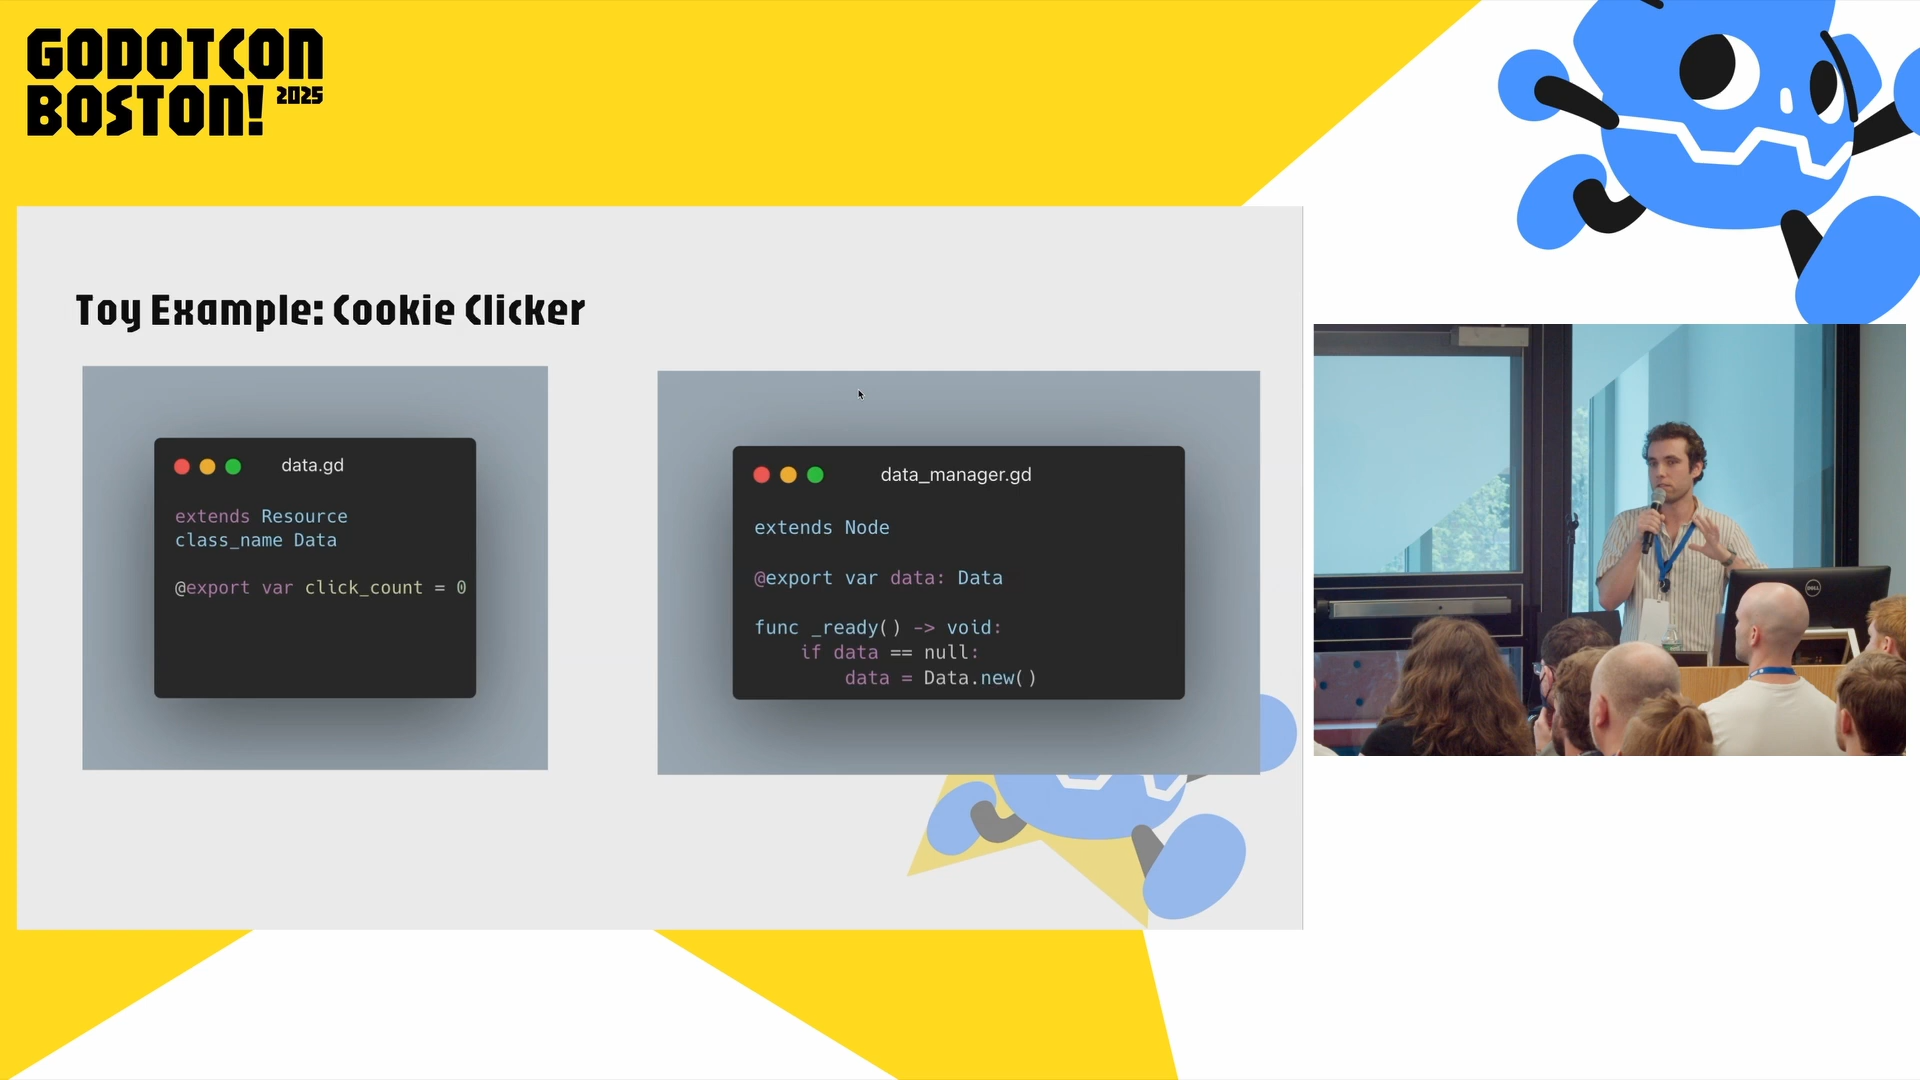 GODOTCON
BOSTON! 2025
Toy Example: Cookie Clicker
data.gd
extends Resource
class_name Data
@export var click_count = 0
data_manager.gd
extends Node
@export var data: Data
func _ready() -> void:
    if data == null:
        data = Data.new()
DELL